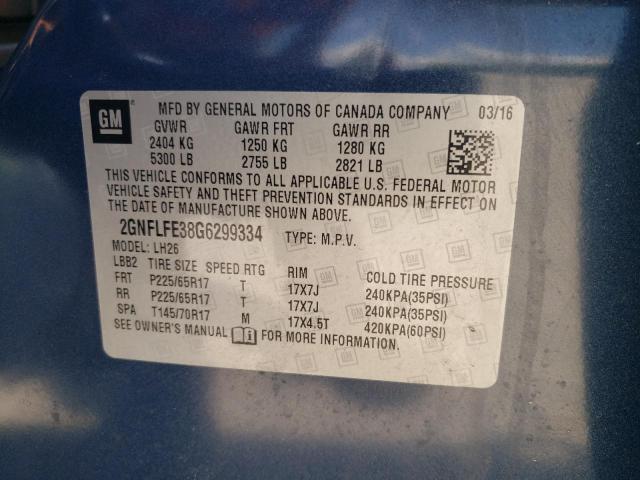 GM MFD BY GENERAL MOTORS OF CANADA COMPANY 03/16
GVWR GAWR FRT GAWR RR
2404 KG 1250 KG 1280 KG
5300 LB 2755 LB 2821 LB
THIS VEHICLE CONFORMS TO ALL APPLICABLE U.S. FEDERAL MOTOR
VEHICLE SAFETY AND THEFT PREVENTION STANDARDS IN EFFECT ON
THE DATE OF MANUFACTURE SHOWN ABOVE.
2GNFLFE38G6299334 TYPE: M.P.V.
MODEL: LH26
LBB2 TIRE SIZE SPEED RTG RIM COLD TIRE PRESSURE
FRT P225/65R17 T 17X7J 240KPA(35PSI)
RR P225/65R17 T 17X7J 240KPA(35PSI)
SPA T145/70R17 M 17X4.5T 420KPA(60PSI)
SEE OWNER'S MANUAL FOR MORE INFORMATION.